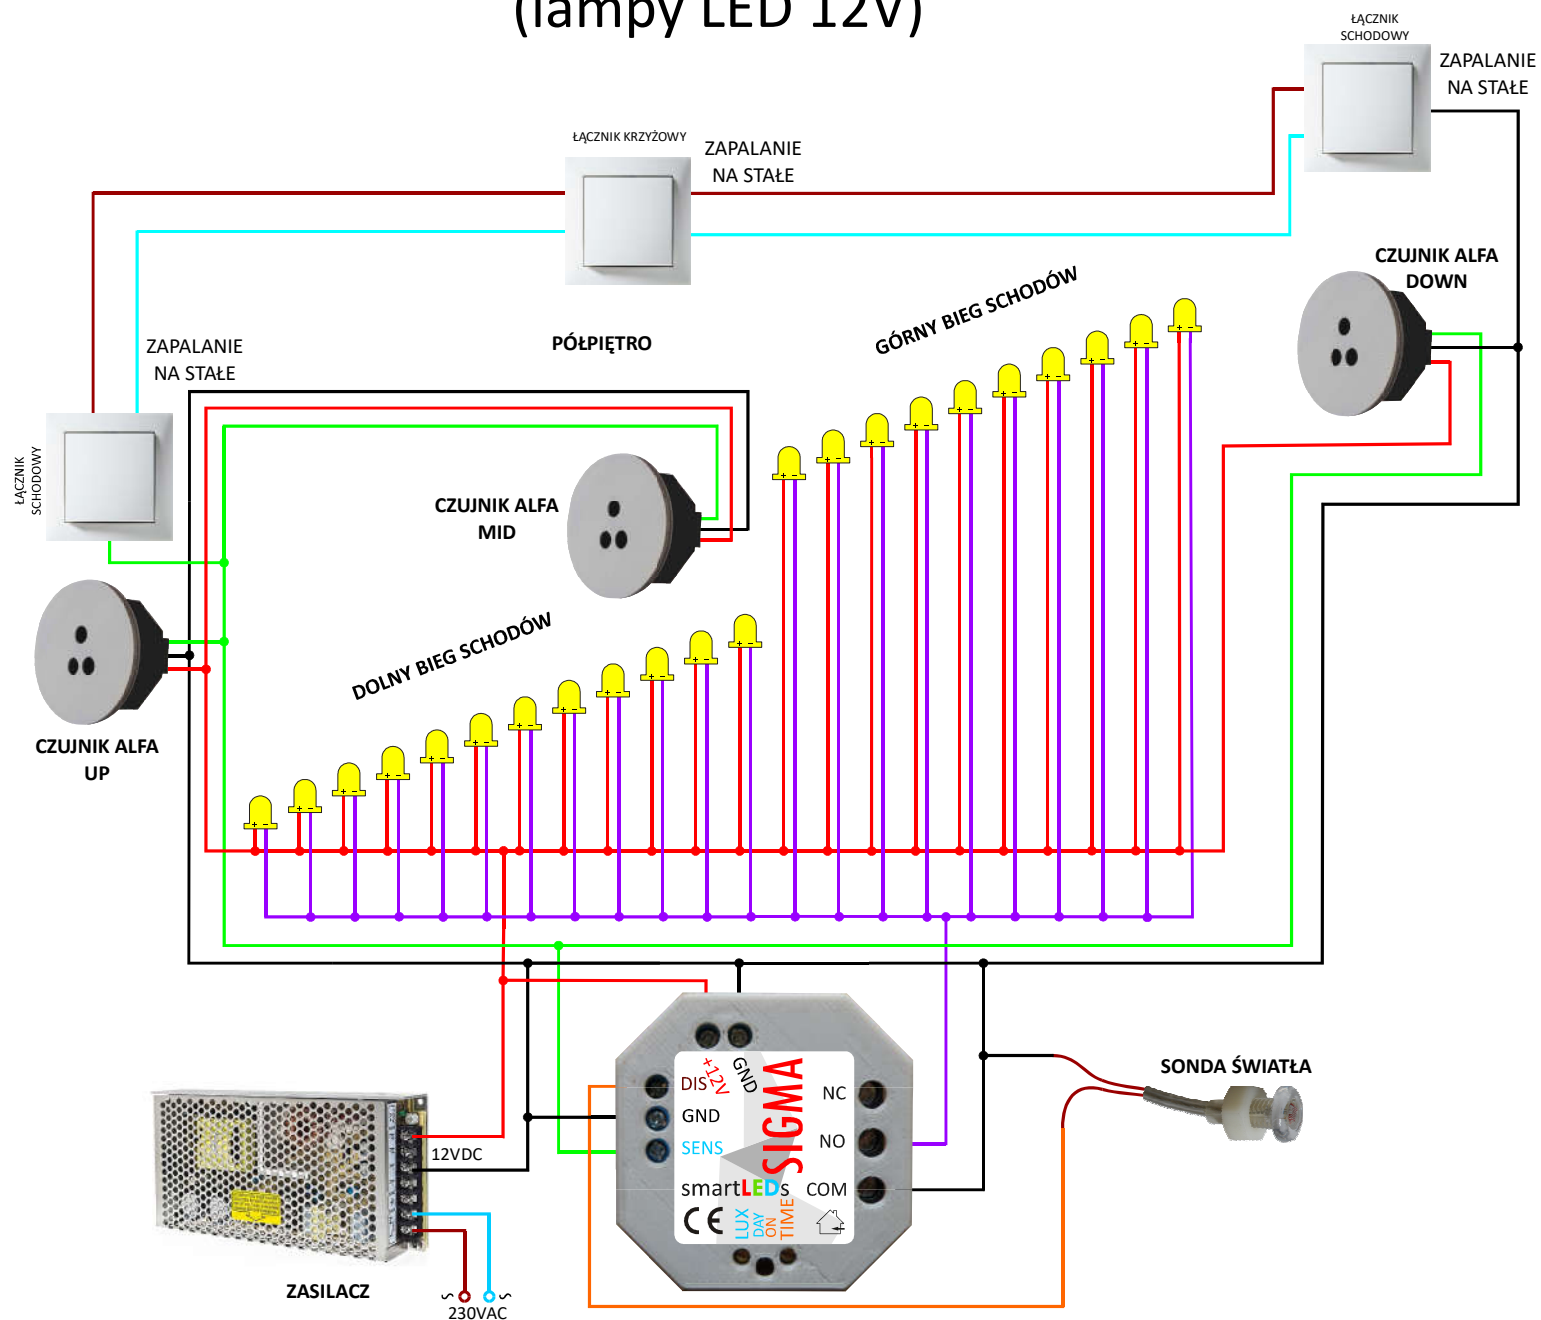 (lampy LED 12V)
ŁĄCZNIK
SCHODOWY
ZAPALANIE
NA STAŁE
ŁĄCZNIK KRZYŻOWY
ZAPALANIE
NA STAŁE
CZUJNIK ALFA
DOWN
GÓRNY BIEG SCHODÓW
PÓŁPIĘTRO
ZAPALANIE
NA STAŁE
ŁĄCZNIK
SCHODOWY
CZUJNIK ALFA
MID
DOLNY BIEG SCHODÓW
CZUJNIK ALFA
UP
SONDA ŚWIATŁA
12VDC
ZASILACZ
230VAC
+12V
GND
DIS
GND
SENS
SIGMA
NC
NO
COM
smartLEDs
CE
LUX
DAY
ON
TIME